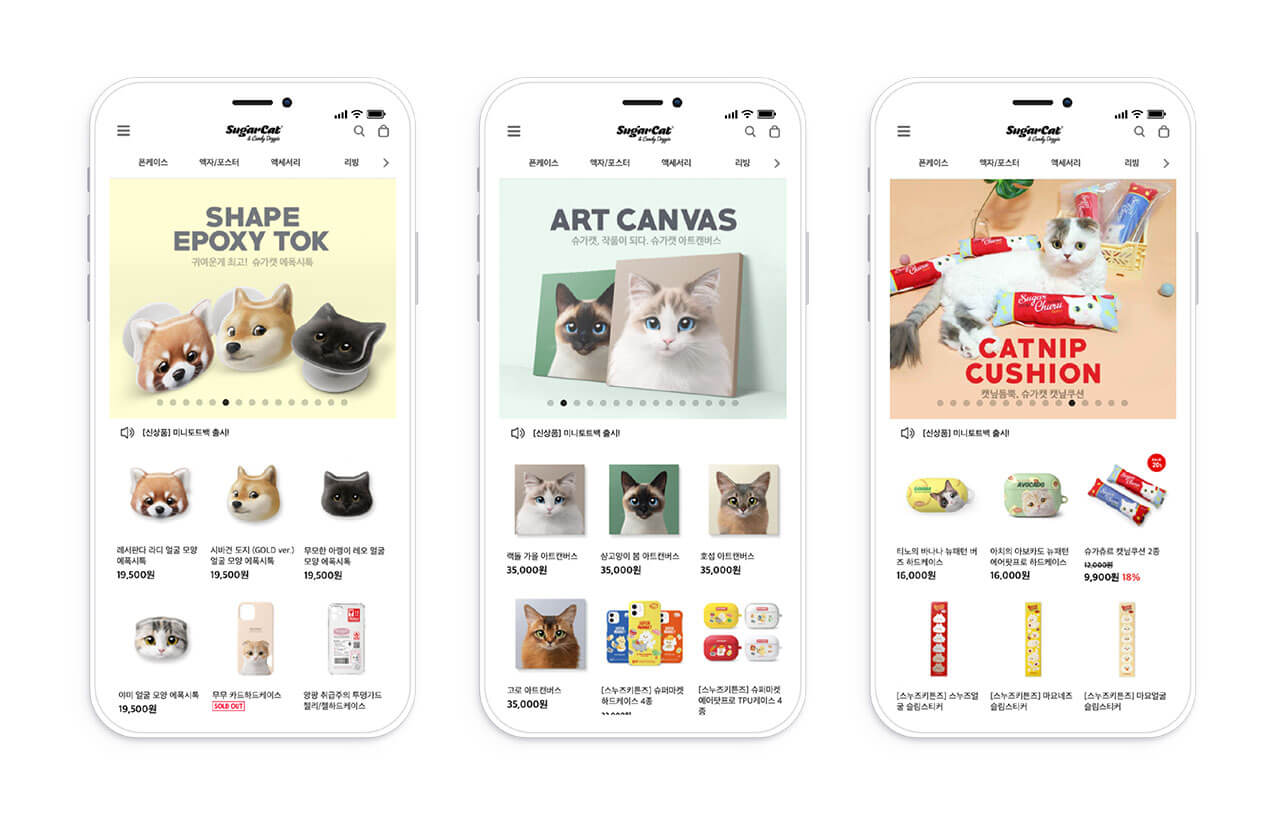 SugarCat
& Candy Doggie
폰케이스 액자/포스터 액세서리 리빙
SHAPE
EPOXY TOK
귀여운게 최고! 슈가캣 에폭시톡
[신상품] 미니토트백 출시!
레서판다 라디 얼굴 모양
에폭시톡
19,500원
시바견 도지 (GOLD ver.)
얼굴 모양 에폭시톡
19,500원
무모한 아깽이 레오 얼굴
모양 에폭시톡
19,500원
이미 얼굴 모양 에폭시톡
19,500원
무무 카드하드케이스
SOLD OUT
앙팡 취급주의 투명가드
젤리/젤하드케이스
SugarCat
& Candy Doggie
폰케이스 액자/포스터 액세서리 리빙
ART CANVAS
슈가캣, 작품이 되다. 슈가캣 아트캔버스
[신상품] 미니토트백 출시!
랙돌 가을 아트캔버스
35,000원
샴고양이 봄 아트캔버스
35,000원
호섭 아트캔버스
35,000원
고로 아트캔버스
35,000원
[스누즈키튼즈] 슈퍼마켓
하드케이스 4종
[스누즈키튼즈] 슈퍼마켓
에어팟프로 TPU케이스 4
종
SugarCat
& Candy Doggie
폰케이스 액자/포스터 액세서리 리빙
Sugar
Churu
CATNIP
CUSHION
캣닢듬뿍, 슈가캣 캣닢쿠션
[신상품] 미니토트백 출시!
AVOCADO
티노의 바나나 뉴패턴 버
즈 하드케이스
16,000원
아치의 아보카도 뉴패턴
에어팟프로 하드케이스
16,000원
슈가츄르 캣닢쿠션 2종
12,000원
9,900원 18%
[스누즈키튼즈] 스누즈얼
굴 슬림스티커
[스누즈키튼즈] 마요네즈
슬림스티커
[스누즈키튼즈] 마요얼굴
슬림스티커